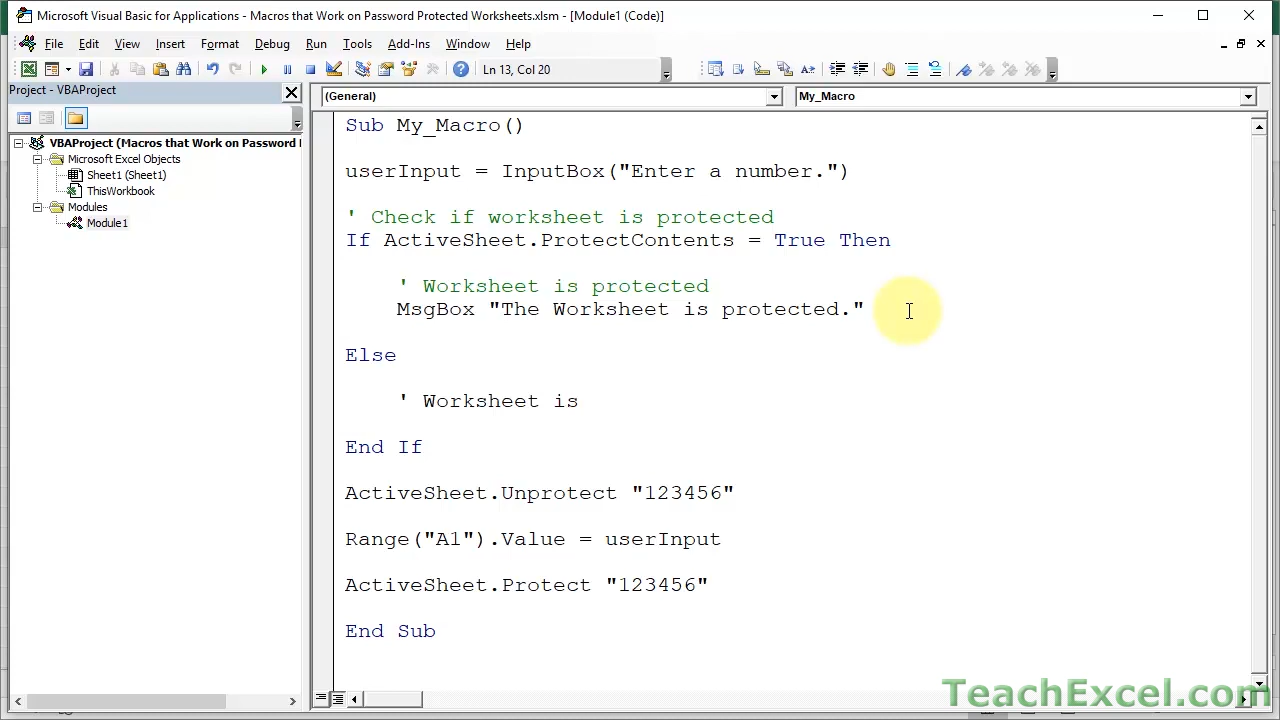 Microsoft Visual Basic for Applications - Macros that Work on Password Protected Worksheets.xlsm - [Module1 (Code)]
File Edit View Insert Format Debug Run Tools Add-Ins Window Help
Ln 13, Col 20
Project - VBAProject
(General) My_Macro
VBAProject (Macros that Work on Password
Microsoft Excel Objects
Sheet1 (Sheet1)
ThisWorkbook
Modules
Module1
Sub My_Macro()
userInput = InputBox("Enter a number.")
' Check if worksheet is protected
If ActiveSheet.ProtectContents = True Then
' Worksheet is protected
MsgBox "The Worksheet is protected."
Else
' Worksheet is
End If
ActiveSheet.Unprotect "123456"
Range("A1").Value = userInput
ActiveSheet.Protect "123456"
End Sub
TeachExcel.com